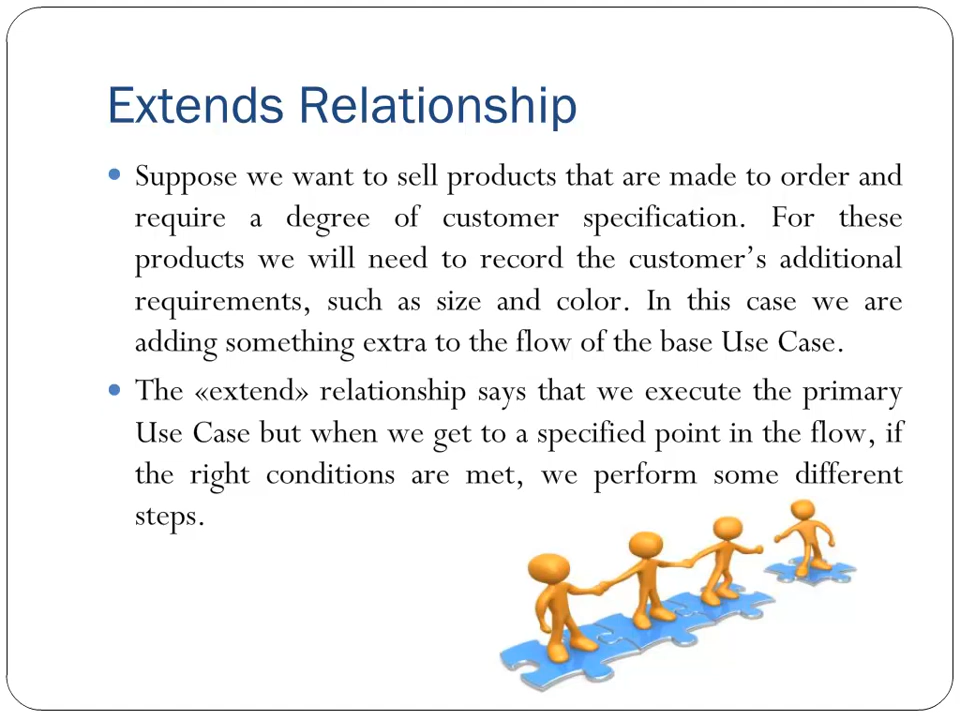 Extends Relationship
• Suppose we want to sell products that are made to order and
require a degree of customer specification. For these
products we will need to record the customer's additional
requirements, such as size and color. In this case we are
adding something extra to the flow of the base Use Case.
• The «extend» relationship says that we execute the primary
Use Case but when we get to a specified point in the flow, if
the right conditions are met, we perform some different
steps.